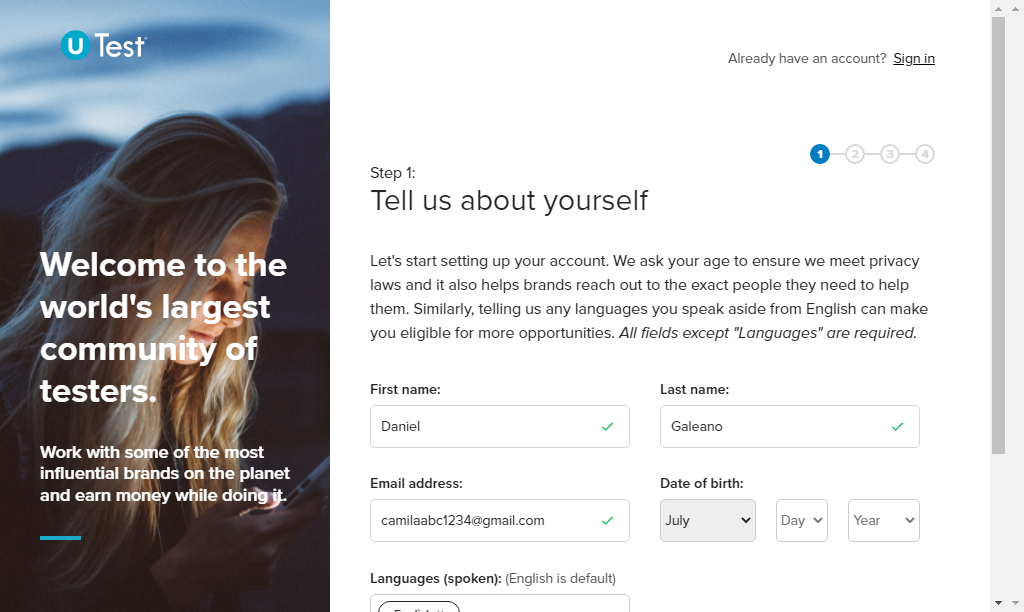 U Test
Already have an account? Sign in
1 2 3 4
Step 1:
Tell us about yourself
Welcome to the
world's largest
community of
testers.
Work with some of the most
influential brands on the planet
and earn money while doing it.
Let's start setting up your account. We ask your age to ensure we meet privacy
laws and it also helps brands reach out to the exact people they need to help
them. Similarly, telling us any languages you speak aside from English can make
you eligible for more opportunities. All fields except "Languages" are required.
First name: Last name:
Daniel Galeano
Email address: Date of birth:
camilaabc1234@gmail.com July Day Year
Languages (spoken): (English is default)